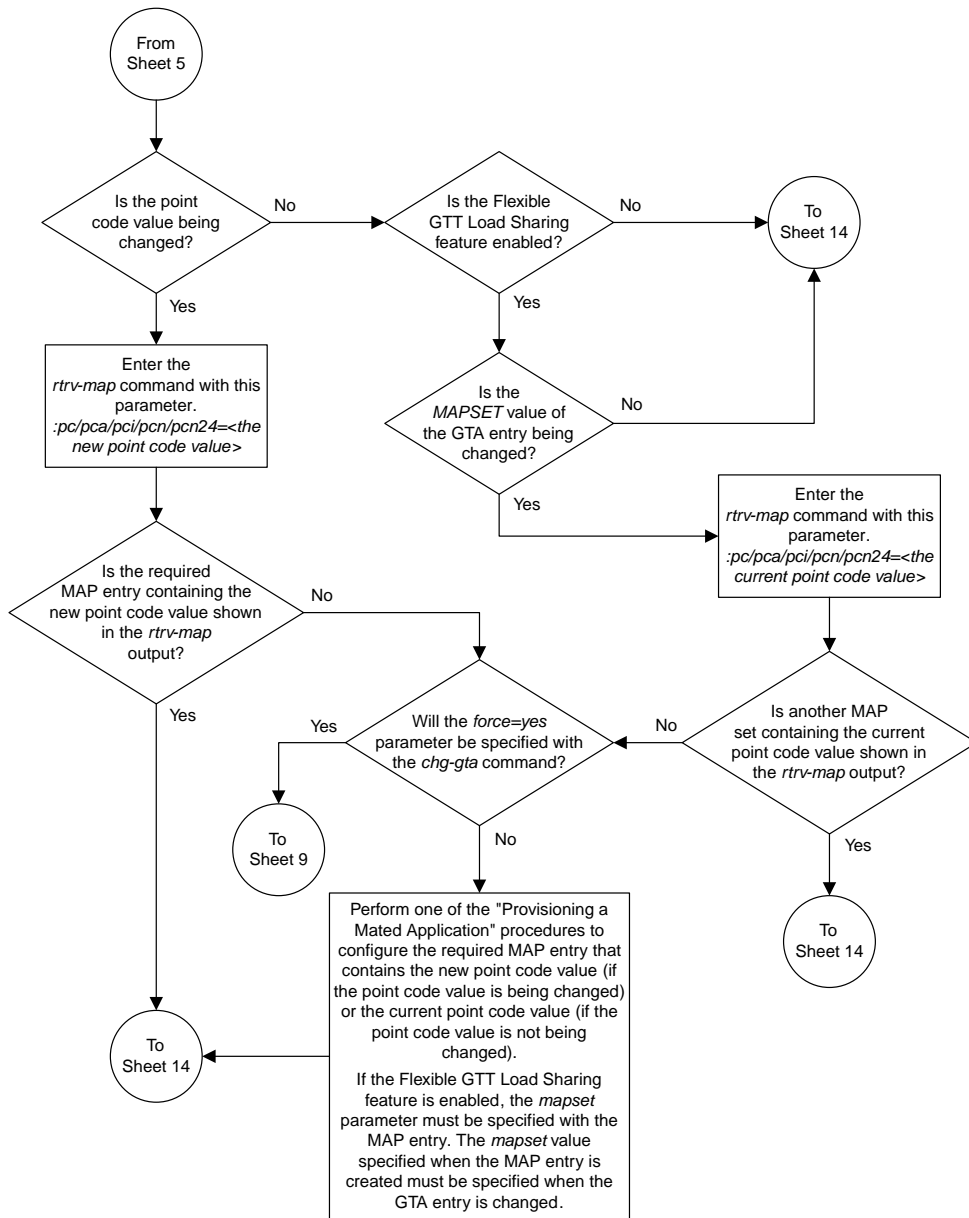 From
Sheet 5
Is the point
code value being
changed?
No
Is the Flexible
GTT Load Sharing
feature enabled?
No
To
Sheet 14
Yes
Yes
Enter the
rtrv-map command with this
parameter.
:pc/pca/pci/pcn/pcn24=<the
new point code value>
Is the
MAPSET value of
the GTA entry being
changed?
No
Yes
Enter the
rtrv-map command with this
parameter.
:pc/pca/pci/pcn/pcn24=<the
current point code value>
Is the required
MAP entry containing the
new point code value shown
in the rtrv-map
output?
No
Yes
Will the force=yes
parameter be specified with
the chg-gta command?
Yes
No
Is another MAP
set containing the current
point code value shown in
the rtrv-map output?
No
Yes
To
Sheet 9
To
Sheet 14
Perform one of the "Provisioning a
Mated Application" procedures to
configure the required MAP entry that
contains the new point code value (if
the point code value is being changed)
or the current point code value (if the
point code value is not being
changed).
If the Flexible GTT Load Sharing
feature is enabled, the mapset
parameter must be specified with the
MAP entry. The mapset value
specified when the MAP entry is
created must be specified when the
GTA entry is changed.
To
Sheet 14